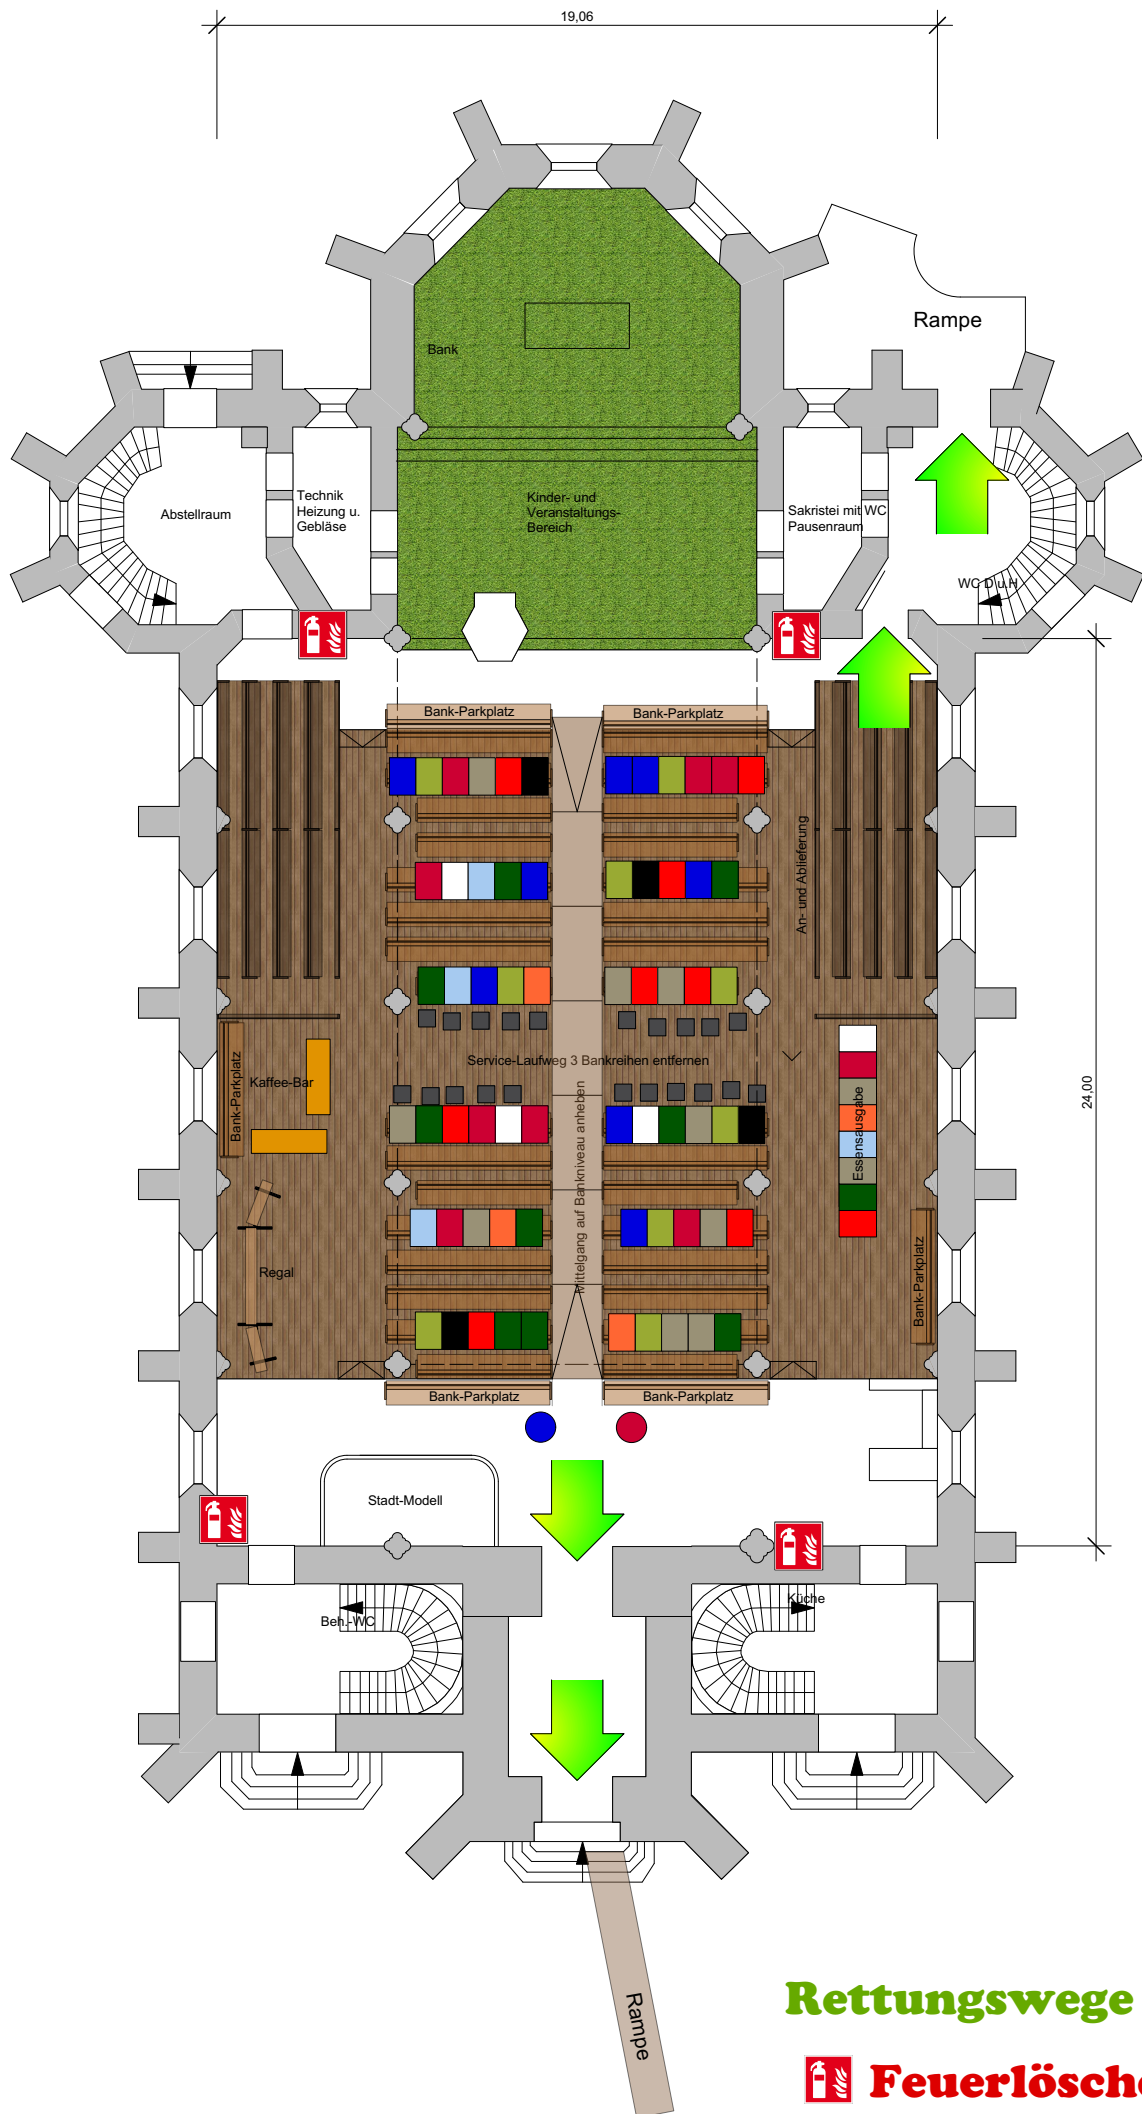 19,06
Rampe
Bank
Technik
Heizung u.
Gebläse
Abstellraum
Kinder- und
Veranstaltungs-
Bereich
Sakristei mit WC
Pausenraum
WC D u H
Bank-Parkplatz
Bank-Parkplatz
An- und Ablieferung
Service-Laufweg 3 Bankreihen entfernen
Kaffee-Bar
Bank-Parkplatz
Mittelgang auf Bankniveau anheben
Essensausgabe
24,00
Regal
Bank-Parkplatz
Bank-Parkplatz
Bank-Parkplatz
Stadt-Modell
Beh.-WC
Küche
Rampe
Rettungswege
Feuerlösche